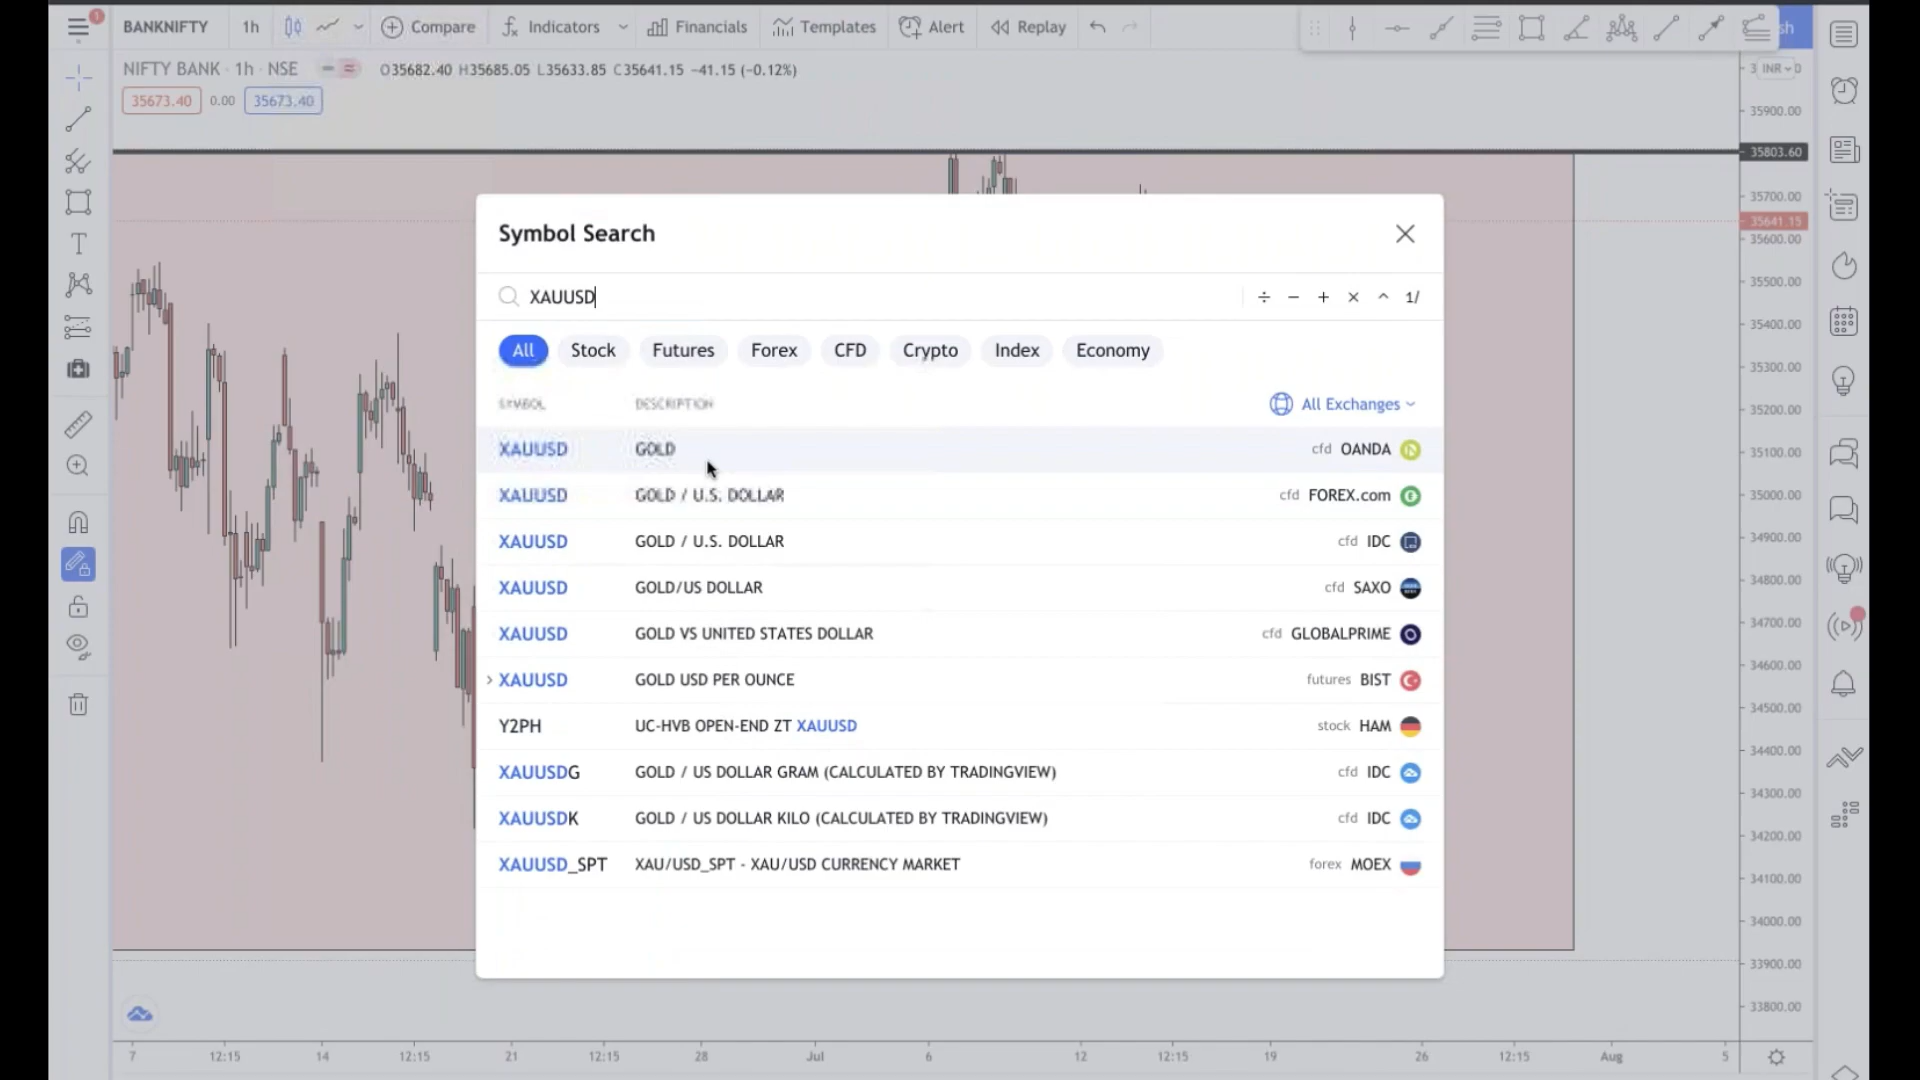 BANKNIFTY 1h Compare Indicators Financials Templates Alert Replay
NIFTY BANK · 1h · NSE O35682.40 H35685.05 L35633.85 C35641.15 −41.15 (−0.12%)
35673.40 0.00 35673.40
INR
35900.00
35803.60
35700.00
35641.15
35600.00
35500.00
35400.00
35300.00
35200.00
35100.00
35000.00
34900.00
34800.00
34700.00
34600.00
34500.00
34400.00
34300.00
34200.00
34100.00
34000.00
33900.00
33800.00
Symbol Search
XAUUSD ÷ − + × ^ 1/
All Stock Futures Forex CFD Crypto Index Economy
SYMBOL DESCRIPTION All Exchanges
XAUUSD GOLD cfd OANDA
XAUUSD GOLD / U.S. DOLLAR cfd FOREX.com
XAUUSD GOLD / U.S. DOLLAR cfd IDC
XAUUSD GOLD/US DOLLAR cfd SAXO
XAUUSD GOLD VS UNITED STATES DOLLAR cfd GLOBALPRIME
XAUUSD GOLD USD PER OUNCE futures BIST
Y2PH UC-HVB OPEN-END ZT XAUUSD stock HAM
XAUUSDG GOLD / US DOLLAR GRAM (CALCULATED BY TRADINGVIEW) cfd IDC
XAUUSDK GOLD / US DOLLAR KILO (CALCULATED BY TRADINGVIEW) cfd IDC
XAUUSD_SPT XAU/USD_SPT - XAU/USD CURRENCY MARKET forex MOEX
7 12:15 14 12:15 21 12:15 28 Jul 6 12 12:15 19 26 12:15 Aug 5